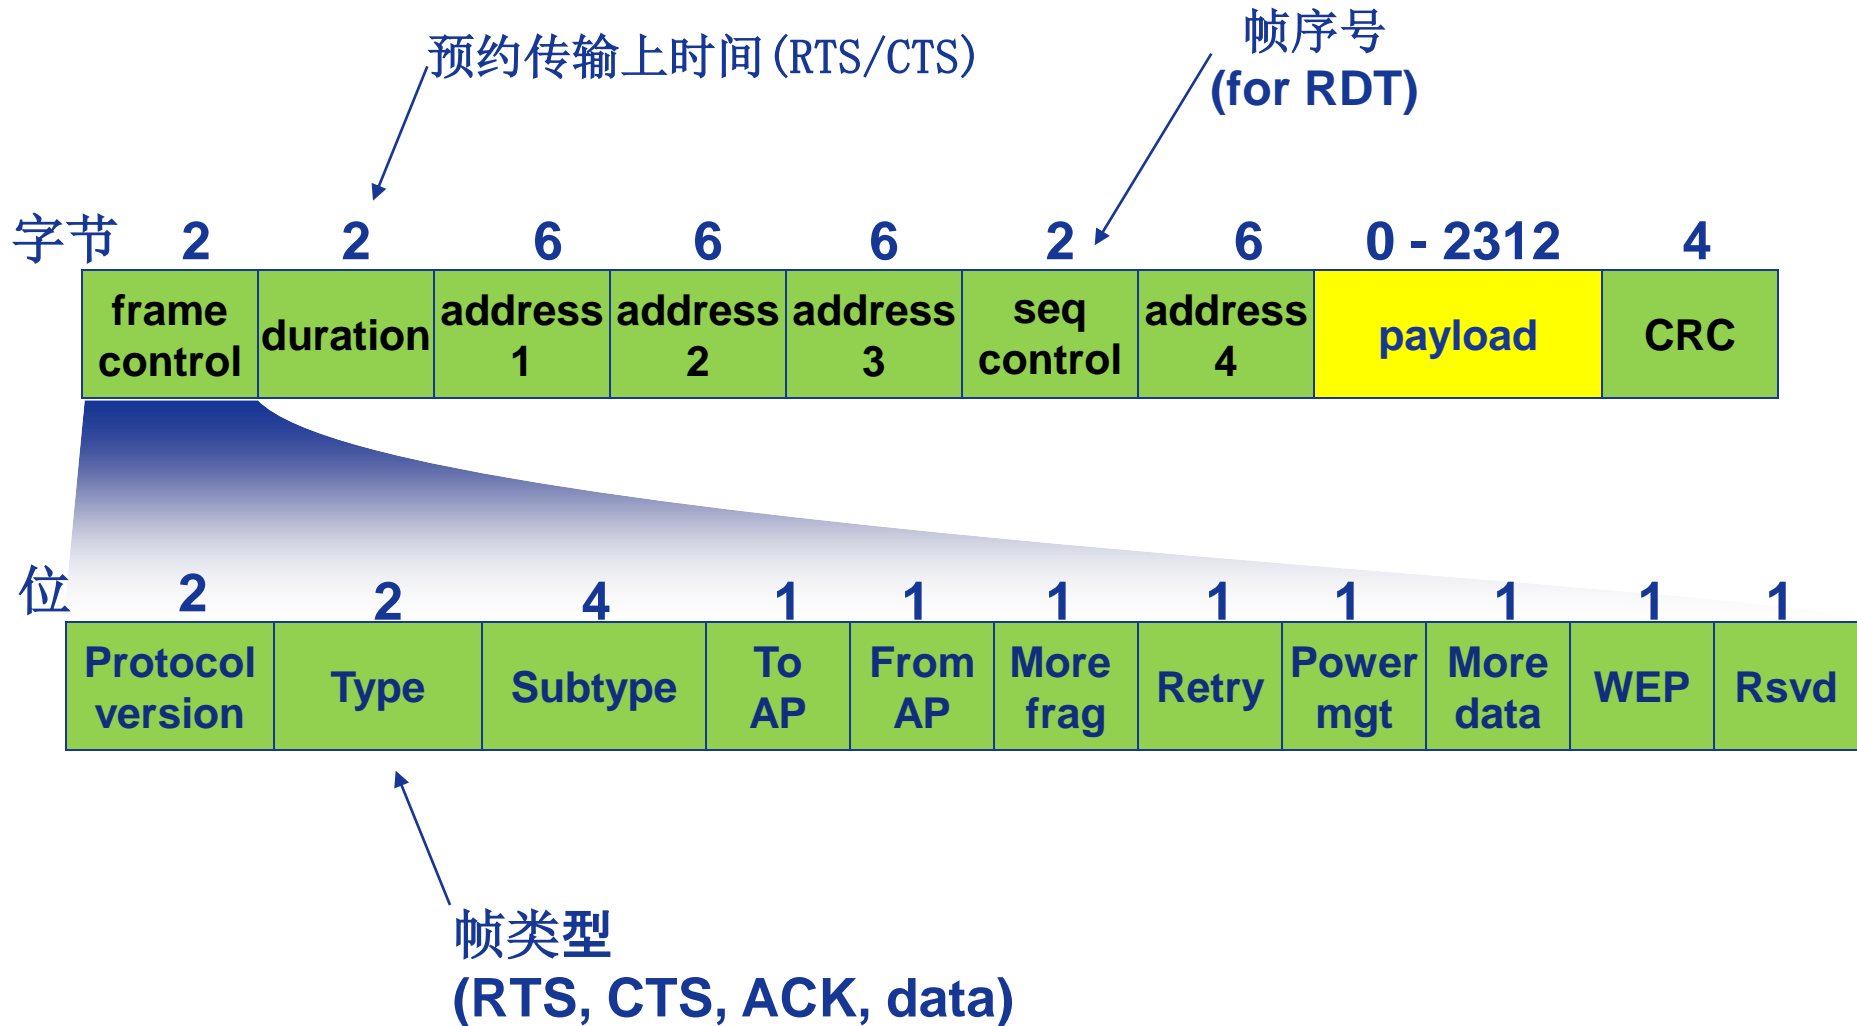 预约传输上时间(RTS/CTS)
帧序号
(for RDT)
字节 2 2 6 6 6 2 6 0 - 2312 4
frame control duration address 1 address 2 address 3 seq control address 4 payload CRC
位 2 2 4 1 1 1 1 1 1 1 1
Protocol version Type Subtype To AP From AP More frag Retry Power mgt More data WEP Rsvd
帧类型
(RTS, CTS, ACK, data)